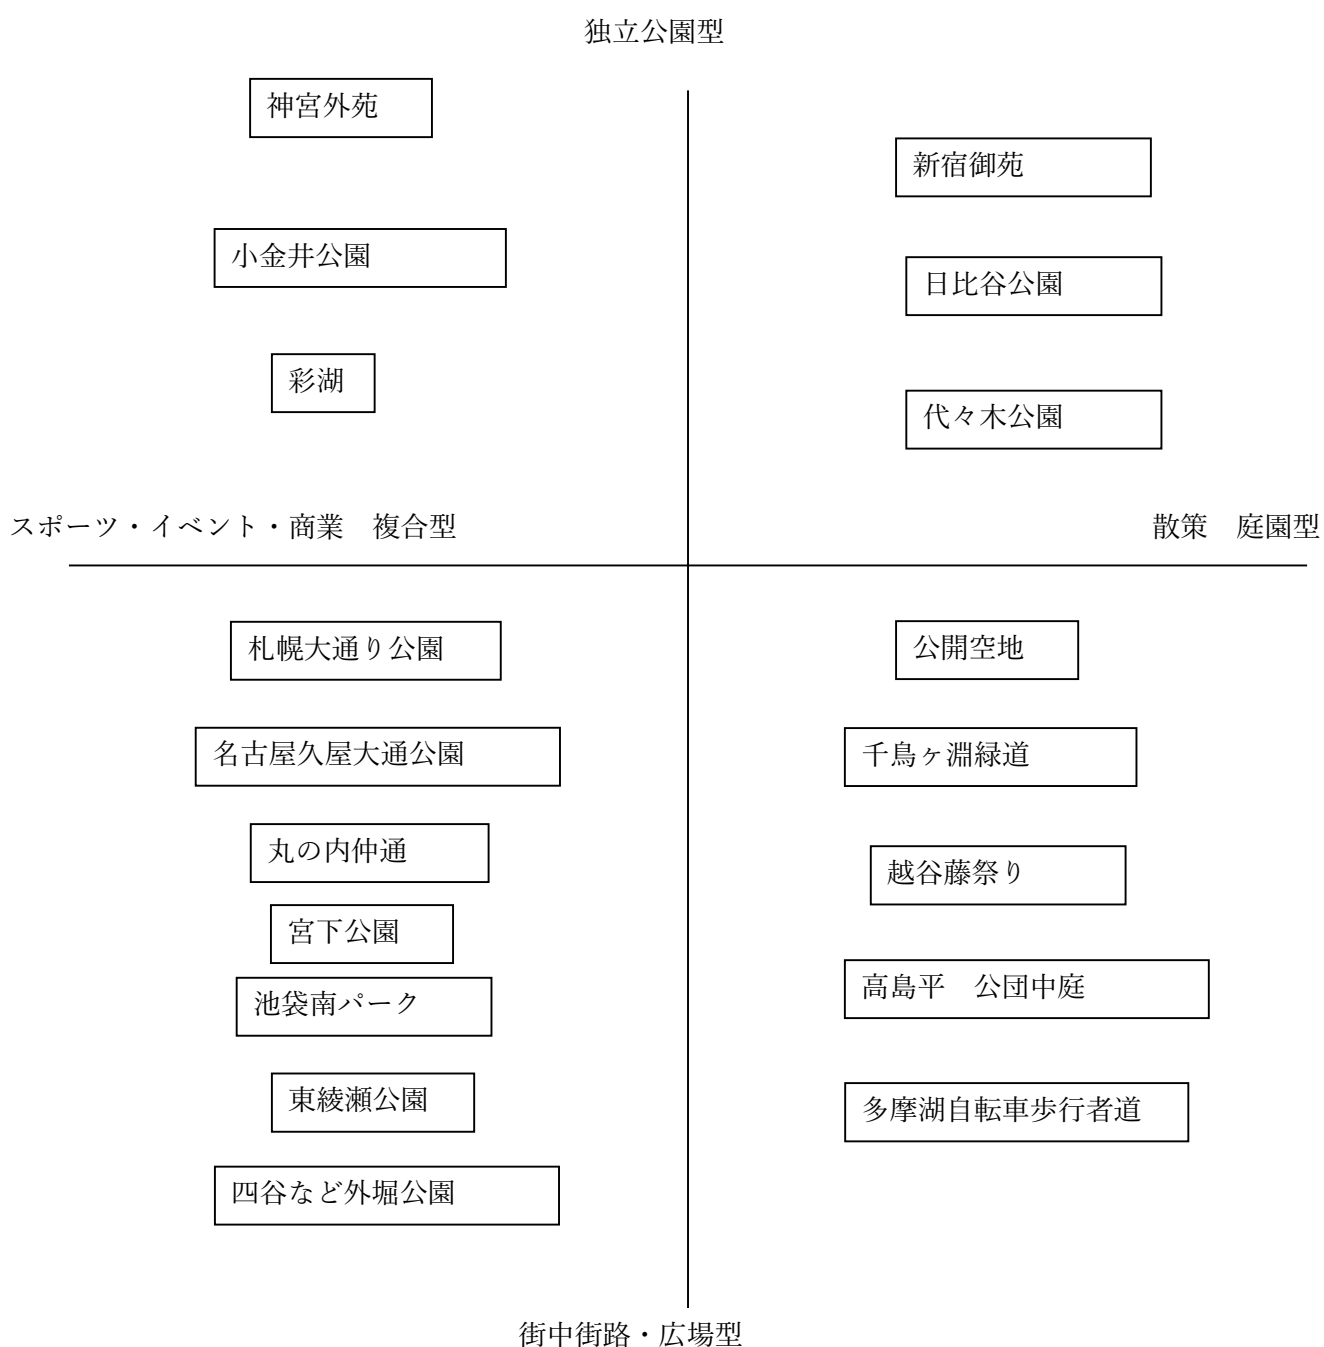 独立公園型
神宮外苑
新宿御苑
小金井公園
日比谷公園
彩湖
代々木公園
スポーツ・イベント・商業　複合型
散策　庭園型
札幌大通り公園
公開空地
名古屋久屋大通公園
千鳥ヶ淵緑道
丸の内仲通
越谷藤祭り
宮下公園
池袋南パーク
高島平　公団中庭
東綾瀬公園
多摩湖自転車歩行者道
四谷など外堀公園
街中街路・広場型